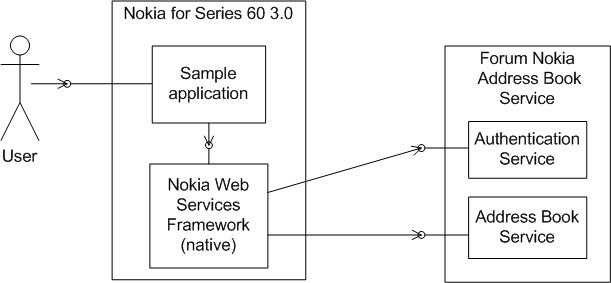 Nokia for Series 60 3.0
Sample
application
User
Nokia Web
Services
Framework
(native)
Forum Nokia
Address Book
Service
Authentication
Service
Address Book
Service